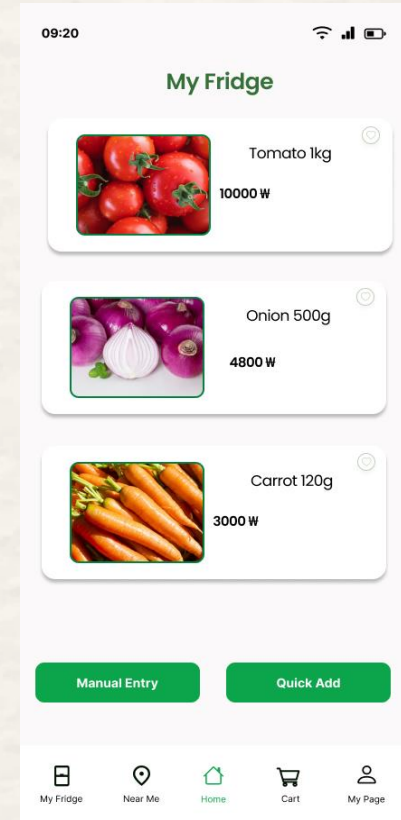 09:20
My Fridge
Tomato 1kg
10000 ₩
Onion 500g
4800 ₩
Carrot 120g
3000 ₩
Manual Entry
Quick Add
My Fridge
Near Me
Home
Cart
My Page